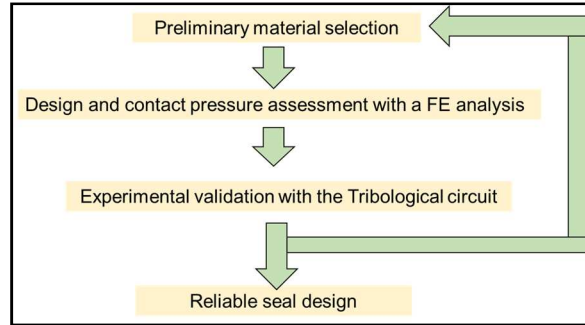 Preliminary material selection
Design and contact pressure assessment with a FE analysis
Experimental validation with the Tribological circuit
Reliable seal design